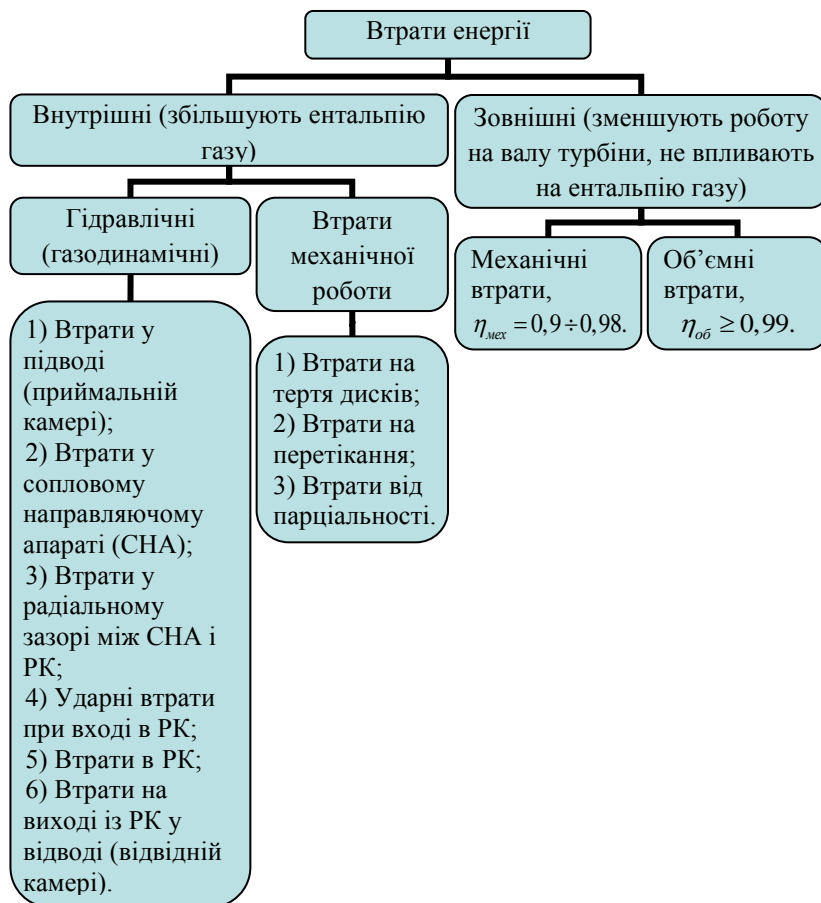 Втрати енергії
Внутрішні (збільшують ентальпію
газу)
Зовнішні (зменшують роботу
на валу турбіни, не впливають
на ентальпію газу)
Гідравлічні
(газодинамічні)
Втрати
механічної
роботи
Механічні
втрати,
η_мех = 0,9 ÷ 0,98.
Об’ємні
втрати,
η_об ≥ 0,99.
1) Втрати у
підводі
(приймальній
камері);
2) Втрати у
сопловому
направляючому
апараті (СНА);
3) Втрати у
радіальному
зазорі між СНА і
РК;
4) Ударні втрати
при вході в РК;
5) Втрати в РК;
6) Втрати на
виході із РК у
відводі (відвідній
камері).
1) Втрати на
тертя дисків;
2) Втрати на
перетікання;
3) Втрати від
парціальності.